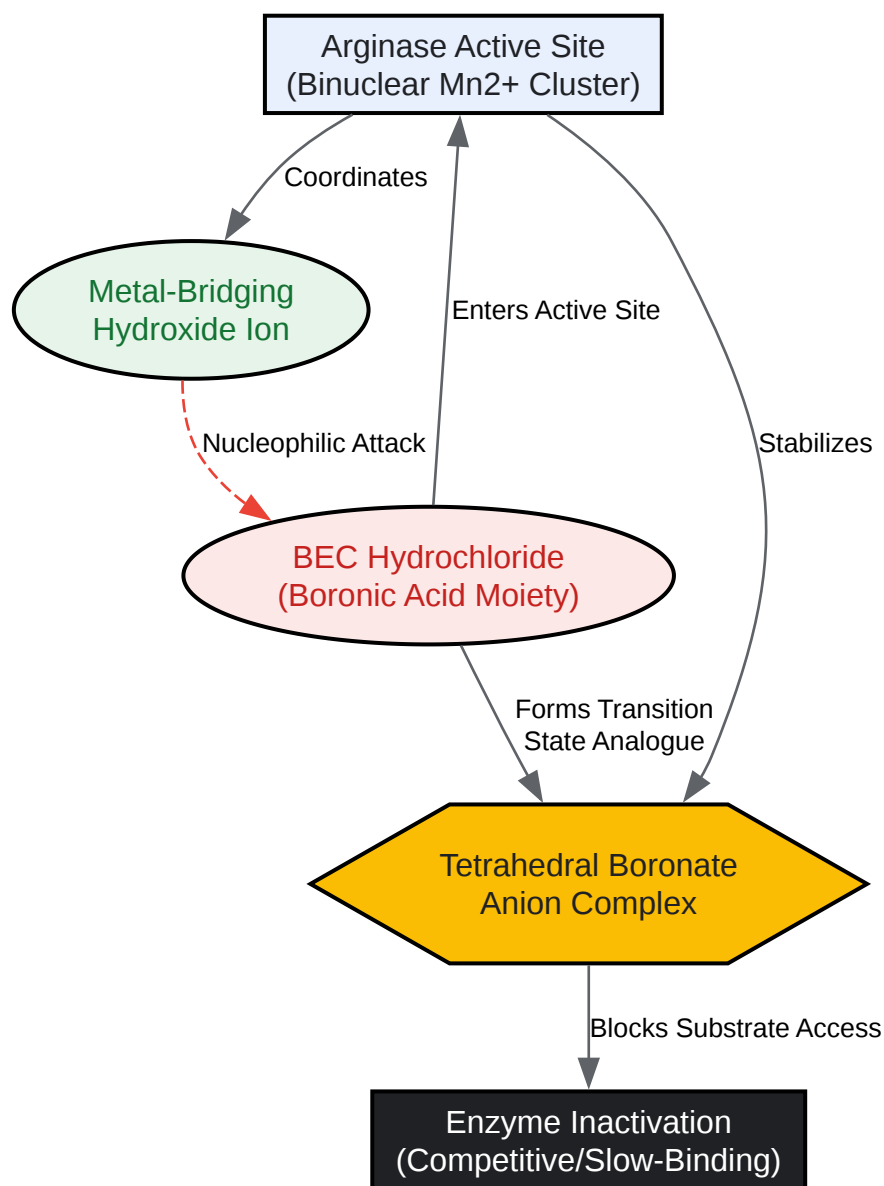 Arginase Active Site
(Binuclear Mn2+ Cluster)
Coordinates
Metal-Bridging
Hydroxide Ion
Enters Active Site
Nucleophilic Attack
Stabilizes
BEC Hydrochloride
(Boronic Acid Moiety)
Forms Transition
State Analogue
Tetrahedral Boronate
Anion Complex
Blocks Substrate Access
Enzyme Inactivation
(Competitive/Slow-Binding)